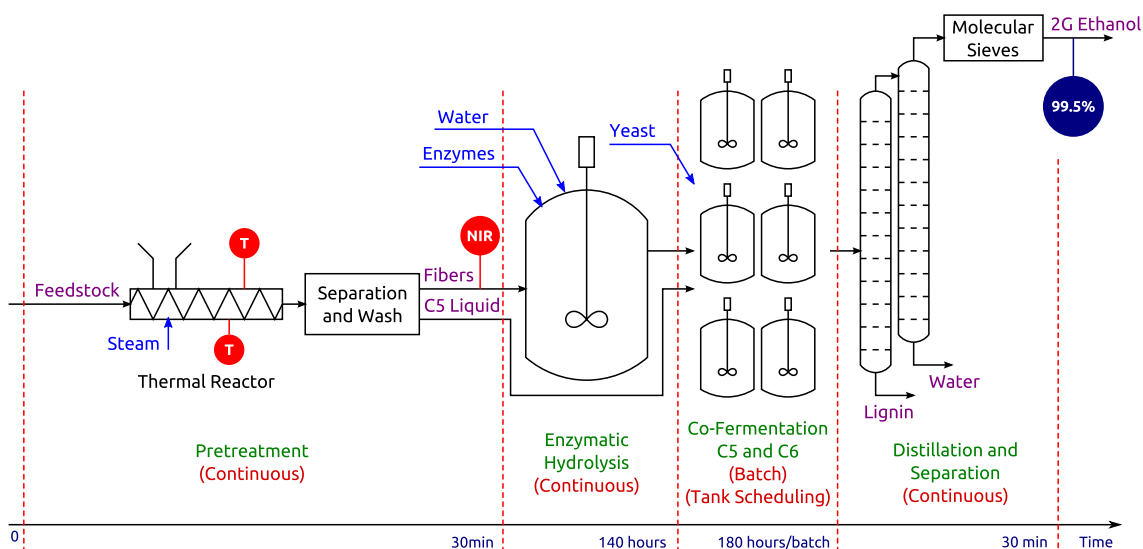 Molecular
Sieves
2G Ethanol
99.5%
Water
Enzymes
Yeast
NIR
T
Feedstock
Separation
and Wash
Fibers
C5 Liquid
Steam
T
Thermal Reactor
Water
Lignin
Pretreatment
(Continuous)
Enzymatic
Hydrolysis
(Continuous)
Co-Fermentation
C5 and C6
(Batch)
(Tank Scheduling)
Distillation and
Separation
(Continuous)
0
30min
140 hours
180 hours/batch
30 min
Time